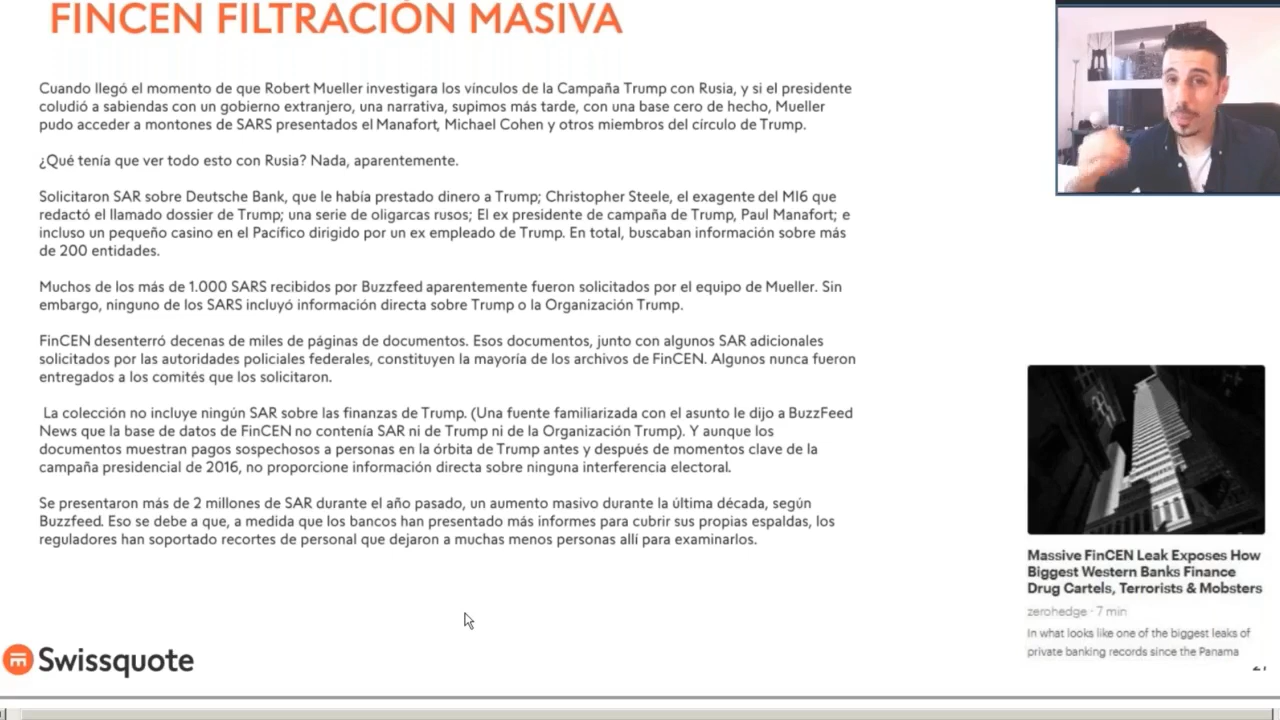 FINCEN FILTRACIÓN MASIVA
Cuando llegó el momento de que Robert Mueller investigara los vínculos de la Campaña Trump con Rusia, y si el presidente
coludió a sabiendas con un gobierno extranjero, una narrativa, supimos más tarde, con una base cero de hecho, Mueller
pudo acceder a montones de SARS presentados el Manafort, Michael Cohen y otros miembros del círculo de Trump.
¿Qué tenía que ver todo esto con Rusia? Nada, aparentemente.
Solicitaron SAR sobre Deutsche Bank, que le había prestado dinero a Trump; Christopher Steele, el exagente del MI6 que
redactó el llamado dossier de Trump; una serie de oligarcas rusos; El ex presidente de campaña de Trump, Paul Manafort; e
incluso un pequeño casino en el Pacífico dirigido por un ex empleado de Trump. En total, buscaban información sobre más
de 200 entidades.
Muchos de los más de 1.000 SARS recibidos por Buzzfeed aparentemente fueron solicitados por el equipo de Mueller. Sin
embargo, ninguno de los SARS incluyó información directa sobre Trump o la Organización Trump.
FinCEN desenterró decenas de miles de páginas de documentos. Esos documentos, junto con algunos SAR adicionales
solicitados por las autoridades policiales federales, constituyen la mayoría de los archivos de FinCEN. Algunos nunca fueron
entregados a los comités que los solicitaron.
La colección no incluye ningún SAR sobre las finanzas de Trump. (Una fuente familiarizada con el asunto le dijo a BuzzFeed
News que la base de datos de FinCEN no contenía SAR ni de Trump ni de la Organización Trump). Y aunque los
documentos muestran pagos sospechosos a personas en la órbita de Trump antes y después de momentos clave de la
campaña presidencial de 2016, no proporcione información directa sobre ninguna interferencia electoral.
Se presentaron más de 2 millones de SAR durante el año pasado, un aumento masivo durante la última década, según
Buzzfeed. Eso se debe a que, a medida que los bancos han presentado más informes para cubrir sus propias espaldas, los
reguladores han soportado recortes de personal que dejaron a muchas menos personas allí para examinarlos.
Massive FinCEN Leak Exposes How
Biggest Western Banks Finance
Drug Cartels, Terrorists & Mobsters
zerohedge · 7 min
In what looks like one of the biggest leaks of
private banking records since the Panama
Swissquote